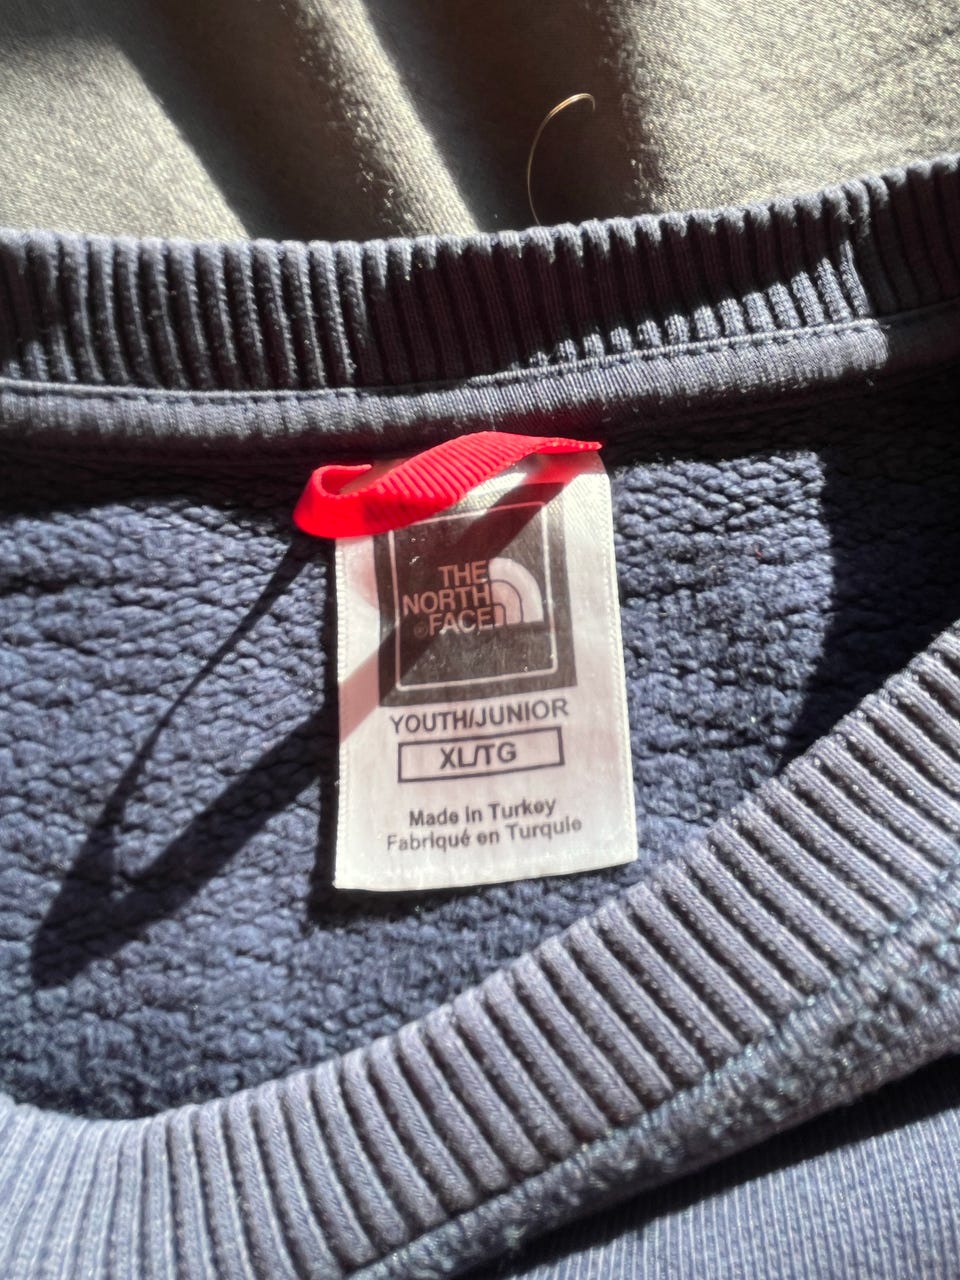 THE
NORTH
FACE
YOUTH/JUNIOR
XL/TG
Made in Turkey
Fabriqué en Turquie